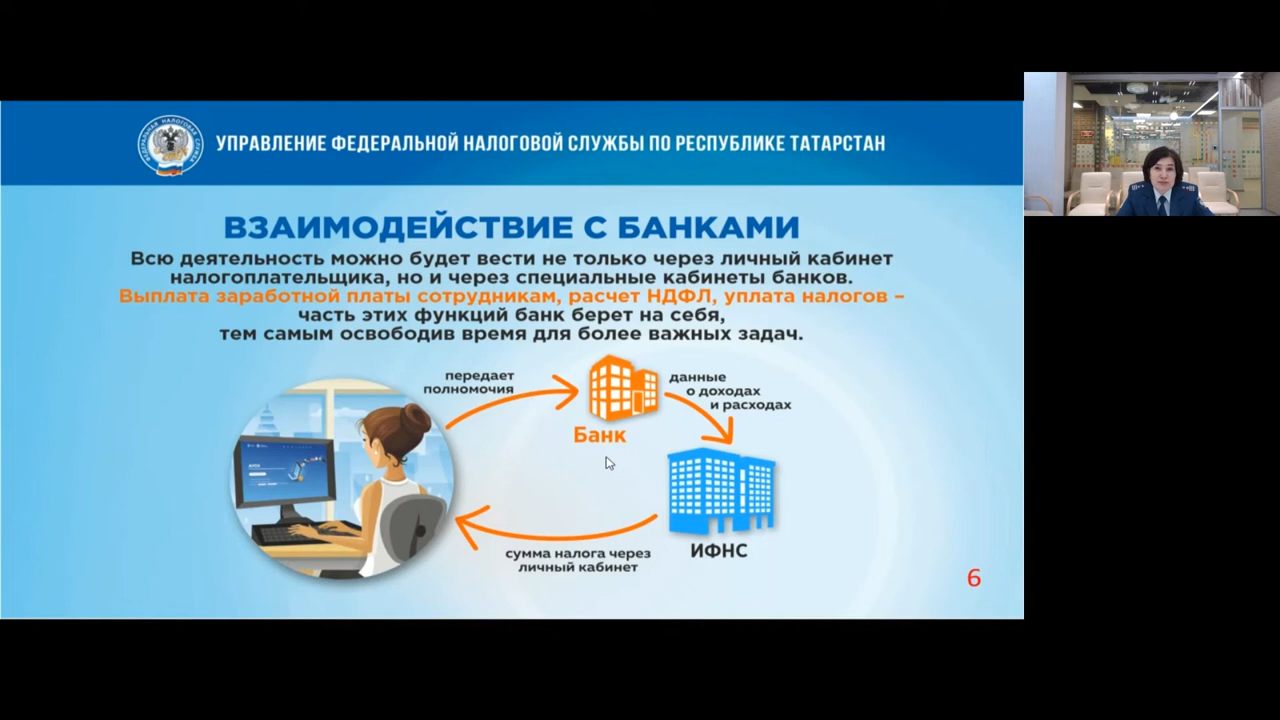 УПРАВЛЕНИЕ ФЕДЕРАЛЬНОЙ НАЛОГОВОЙ СЛУЖБЫ ПО РЕСПУБЛИКЕ ТАТАРСТАН
ВЗАИМОДЕЙСТВИЕ С БАНКАМИ
Всю деятельность можно будет вести не только через личный кабинет
налогоплательщика, но и через специальные кабинеты банков.
Выплата заработной платы сотрудникам, расчет НДФЛ, уплата налогов –
часть этих функций банк берет на себя,
тем самым освободив время для более важных задач.
передает
полномочия
Банк
данные
о доходах
и расходах
ИФНС
сумма налога через
личный кабинет
6